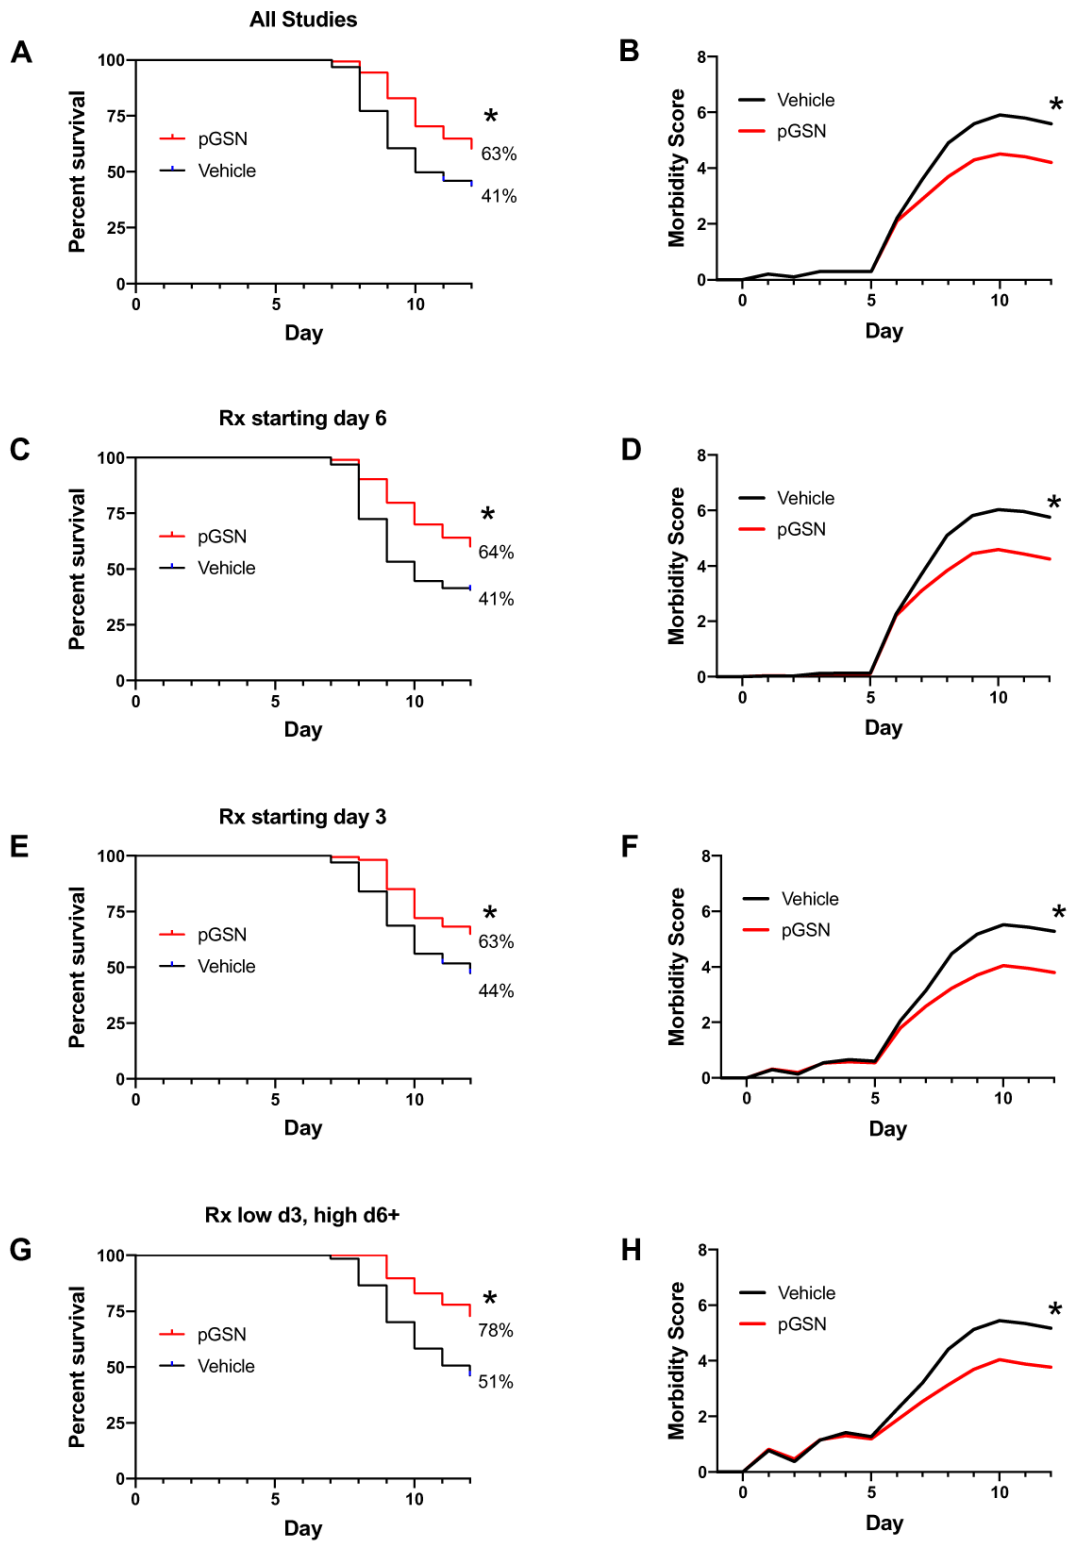 All Studies
A
100
75
50
25
0
Percent survival
pGSN
Vehicle
*
63%
41%
0 5 10
Day
B
8
6
4
2
0
Morbidity Score
Vehicle
pGSN
*
0 5 10
Day
Rx starting day 6
C
100
75
50
25
0
Percent survival
pGSN
Vehicle
*
64%
41%
0 5 10
Day
D
8
6
4
2
0
Morbidity Score
Vehicle
pGSN
*
0 5 10
Day
Rx starting day 3
E
100
75
50
25
0
Percent survival
pGSN
Vehicle
*
63%
44%
0 5 10
Day
F
8
6
4
2
0
Morbidity Score
Vehicle
pGSN
*
0 5 10
Day
Rx low d3, high d6+
G
100
75
50
25
0
Percent survival
pGSN
Vehicle
*
78%
51%
0 5 10
Day
H
8
6
4
2
0
Morbidity Score
Vehicle
pGSN
*
0 5 10
Day